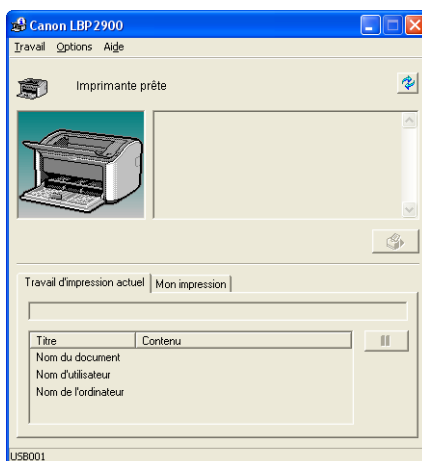 Canon LBP2900
Travail Options Aide
Imprimante prête
Travail d'impression actuel Mon impression
Titre Contenu
Nom du document
Nom d'utilisateur
Nom de l'ordinateur
USB001